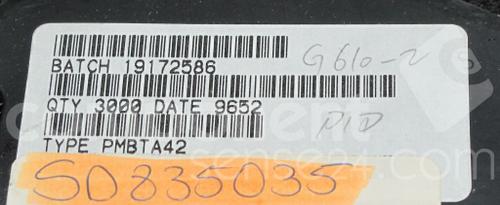 BATCH 19172586
G610-2
QTY 3000 DATE 9652
TYPE PMBTA42
SD835035